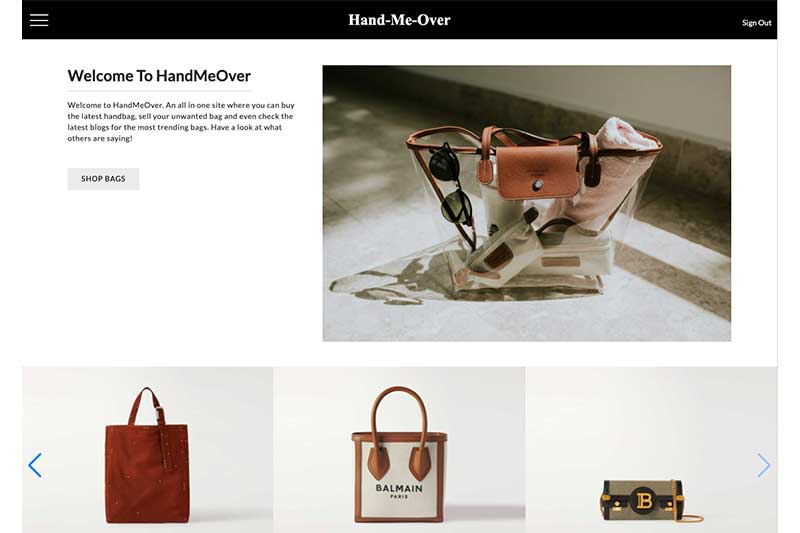 Hand-Me-Over
Sign Out
Welcome To HandMeOver
Welcome to HandMeOver. An all in one site where you can buy
the latest handbag, sell your unwanted bag and even check the
latest blogs for the most trending bags. Have a look at what
others are saying!
SHOP BAGS
BALMAIN
PARIS
B